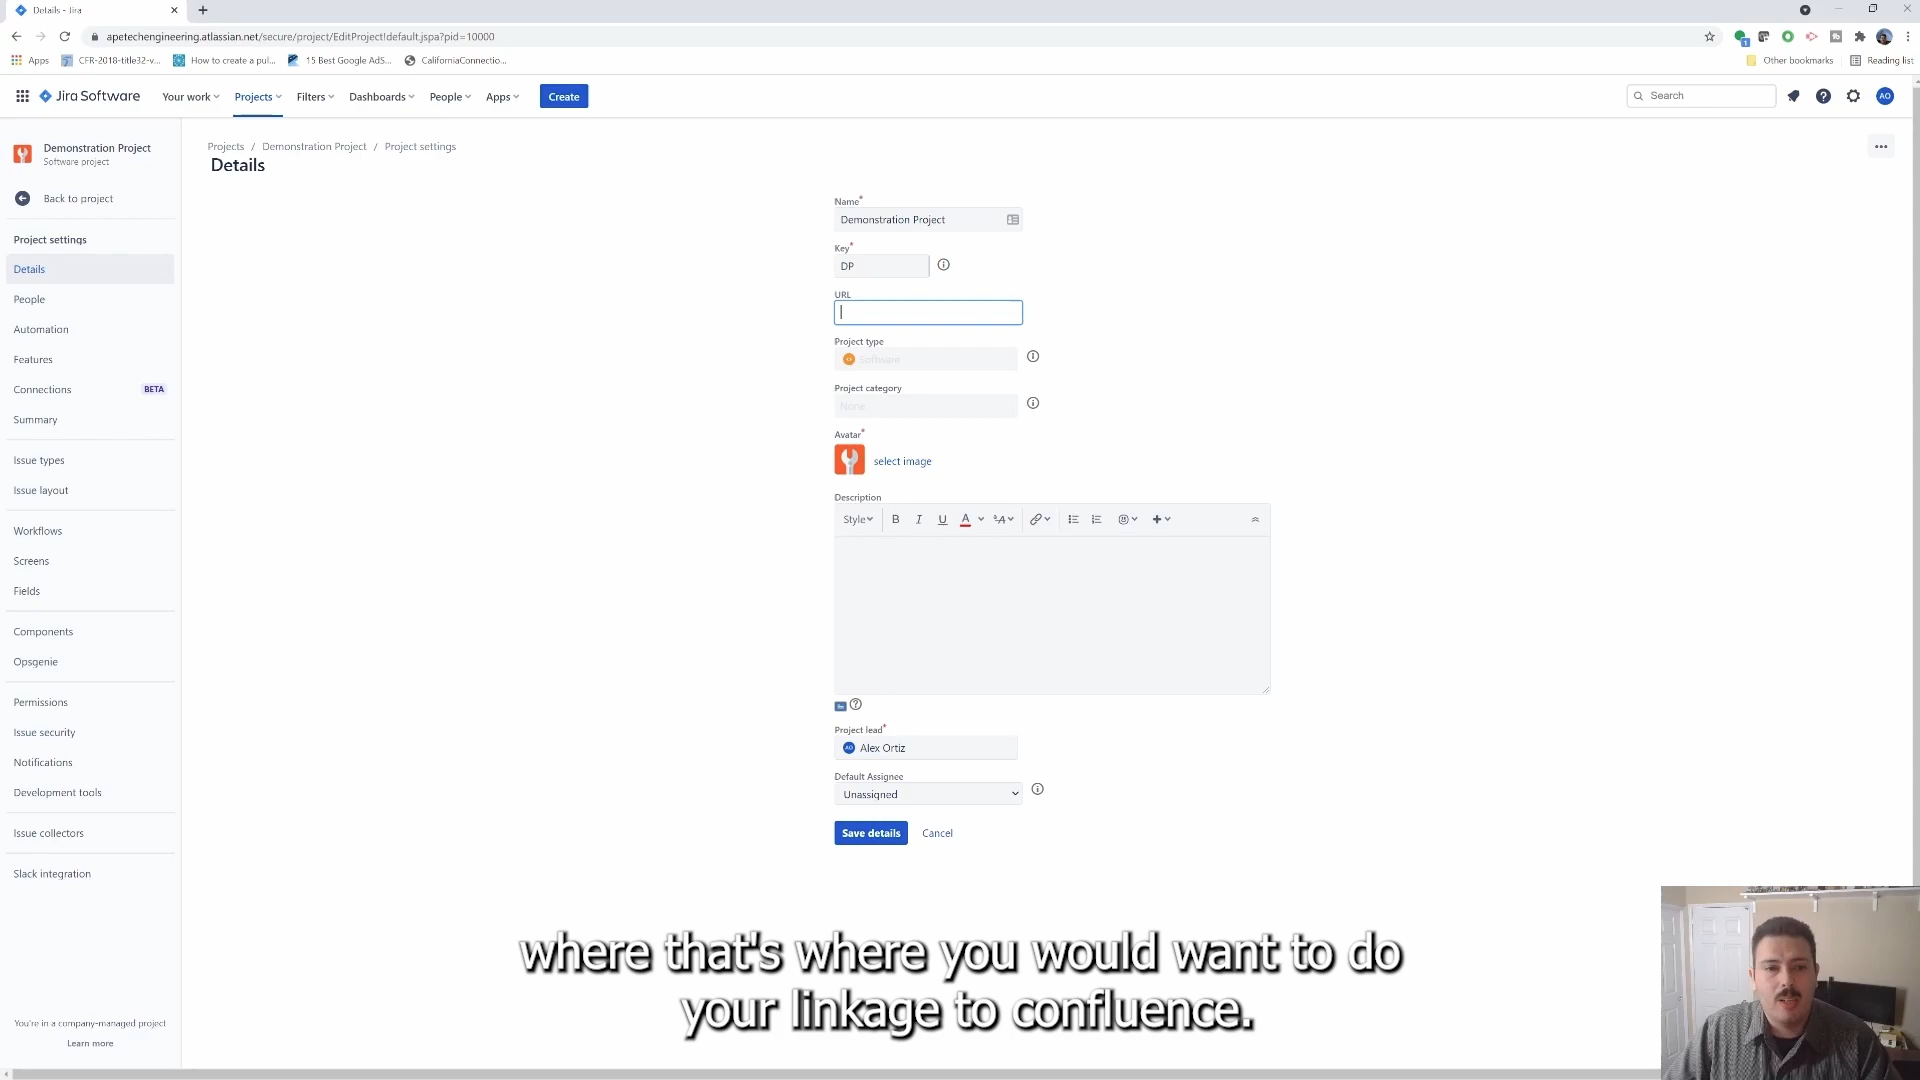 Details - Jira
apetechengineering.atlassian.net/secure/project/EditProject!default.jspa?pid=10000
Apps
CFR-2018-title32-v...
How to create a pul...
15 Best Google AdS...
CaliforniaConnectio...
Other bookmarks
Reading list
Jira Software
Your work
Projects
Filters
Dashboards
People
Apps
Create
Search
AO
Demonstration Project
Software project
Back to project
Project settings
Details
People
Automation
Features
Connections BETA
Summary
Issue types
Issue layout
Workflows
Screens
Fields
Components
Opsgenie
Permissions
Issue security
Notifications
Development tools
Issue collectors
Slack integration
You're in a company-managed project
Learn more
Projects / Demonstration Project / Project settings
Details
Name*
Demonstration Project
Key*
DP
URL
Project type
Software
Project category
None
Avatar*
select image
Description
Style B I U A A
Project lead*
AO Alex Ortiz
Default Assignee
Unassigned
Save details Cancel
where that's where you would want to do
your linkage to confluence.